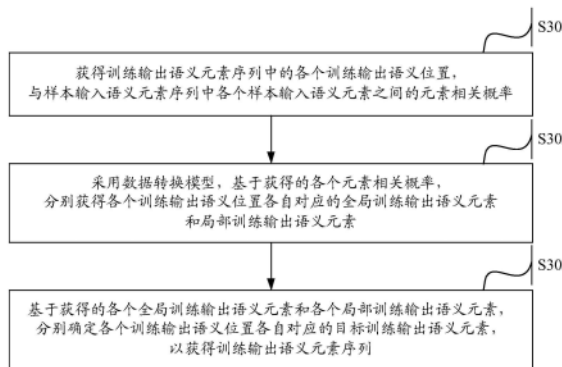 S30
获得训练输出语义元素序列中的各个训练输出语义位置，
与样本输入语义元素序列中各个样本输入语义元素之间的元素相关概率
S30
采用数据转换模型，基于获得的各个元素相关概率，
分别获得各个训练输出语义位置各自对应的全局训练输出语义元素
和局部训练输出语义元素
S30
基于获得的各个全局训练输出语义元素和各个局部训练输出语义元素，
分别确定各个训练输出语义位置各自对应的目标训练输出语义元素，
以获得训练输出语义元素序列